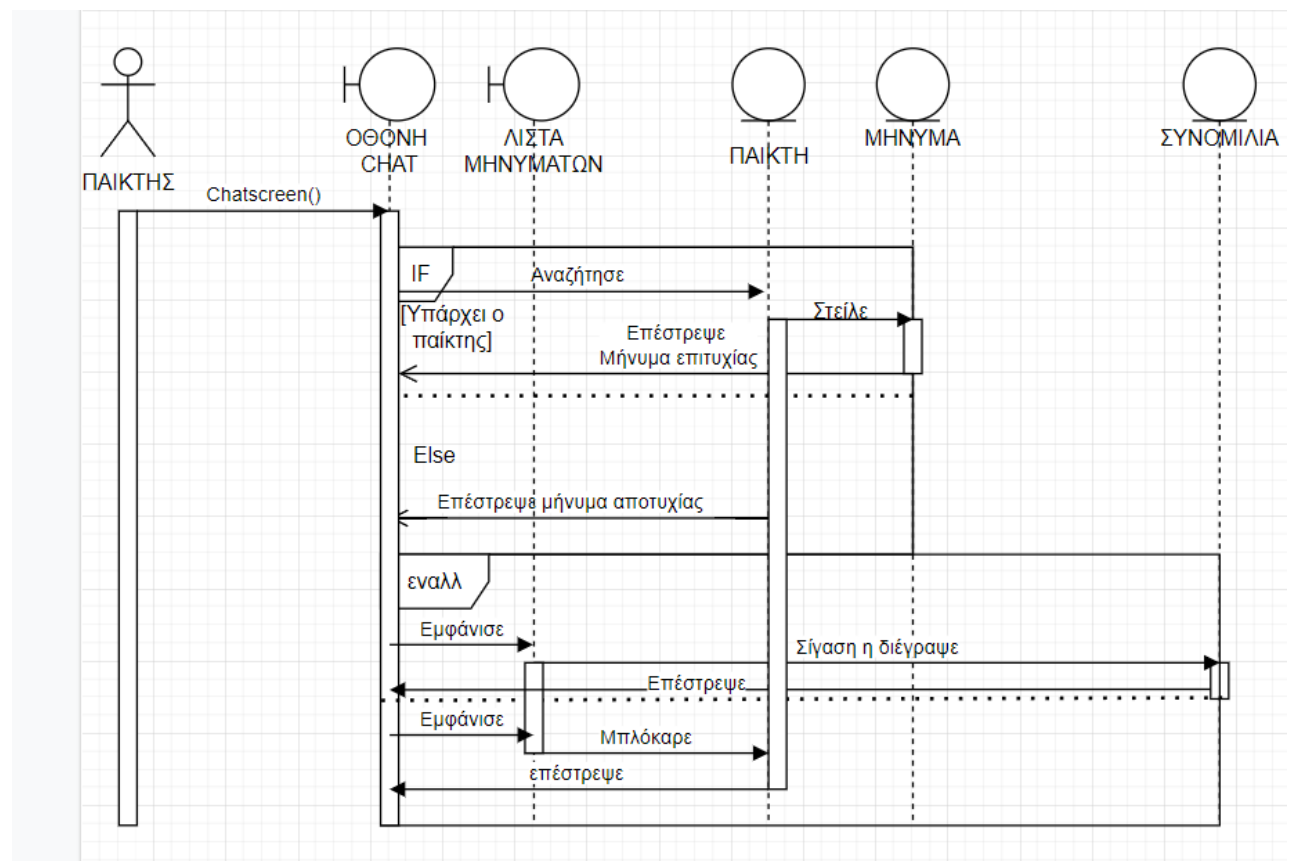 ΟΘΟΝΗ
CHAT
ΛΙΣΤΑ
ΜΗΝΥΜΑΤΩΝ
ΠΑΙΚΤΗ
ΜΗΝΥΜΑ
ΣΥΝΟΜΙΛΙΑ
ΠΑΙΚΤΗΣ
Chatscreen()
IF
Αναζήτησε
[Υπάρχει ο
παίκτης]
Στείλε
Επέστρεψε
Μήνυμα επιτυχίας
Else
Επέστρεψε μήνυμα αποτυχίας
εναλλ
Εμφάνισε
Σίγαση η διέγραψε
Επέστρεψε
Εμφάνισε
Μπλόκαρε
επέστρεψε